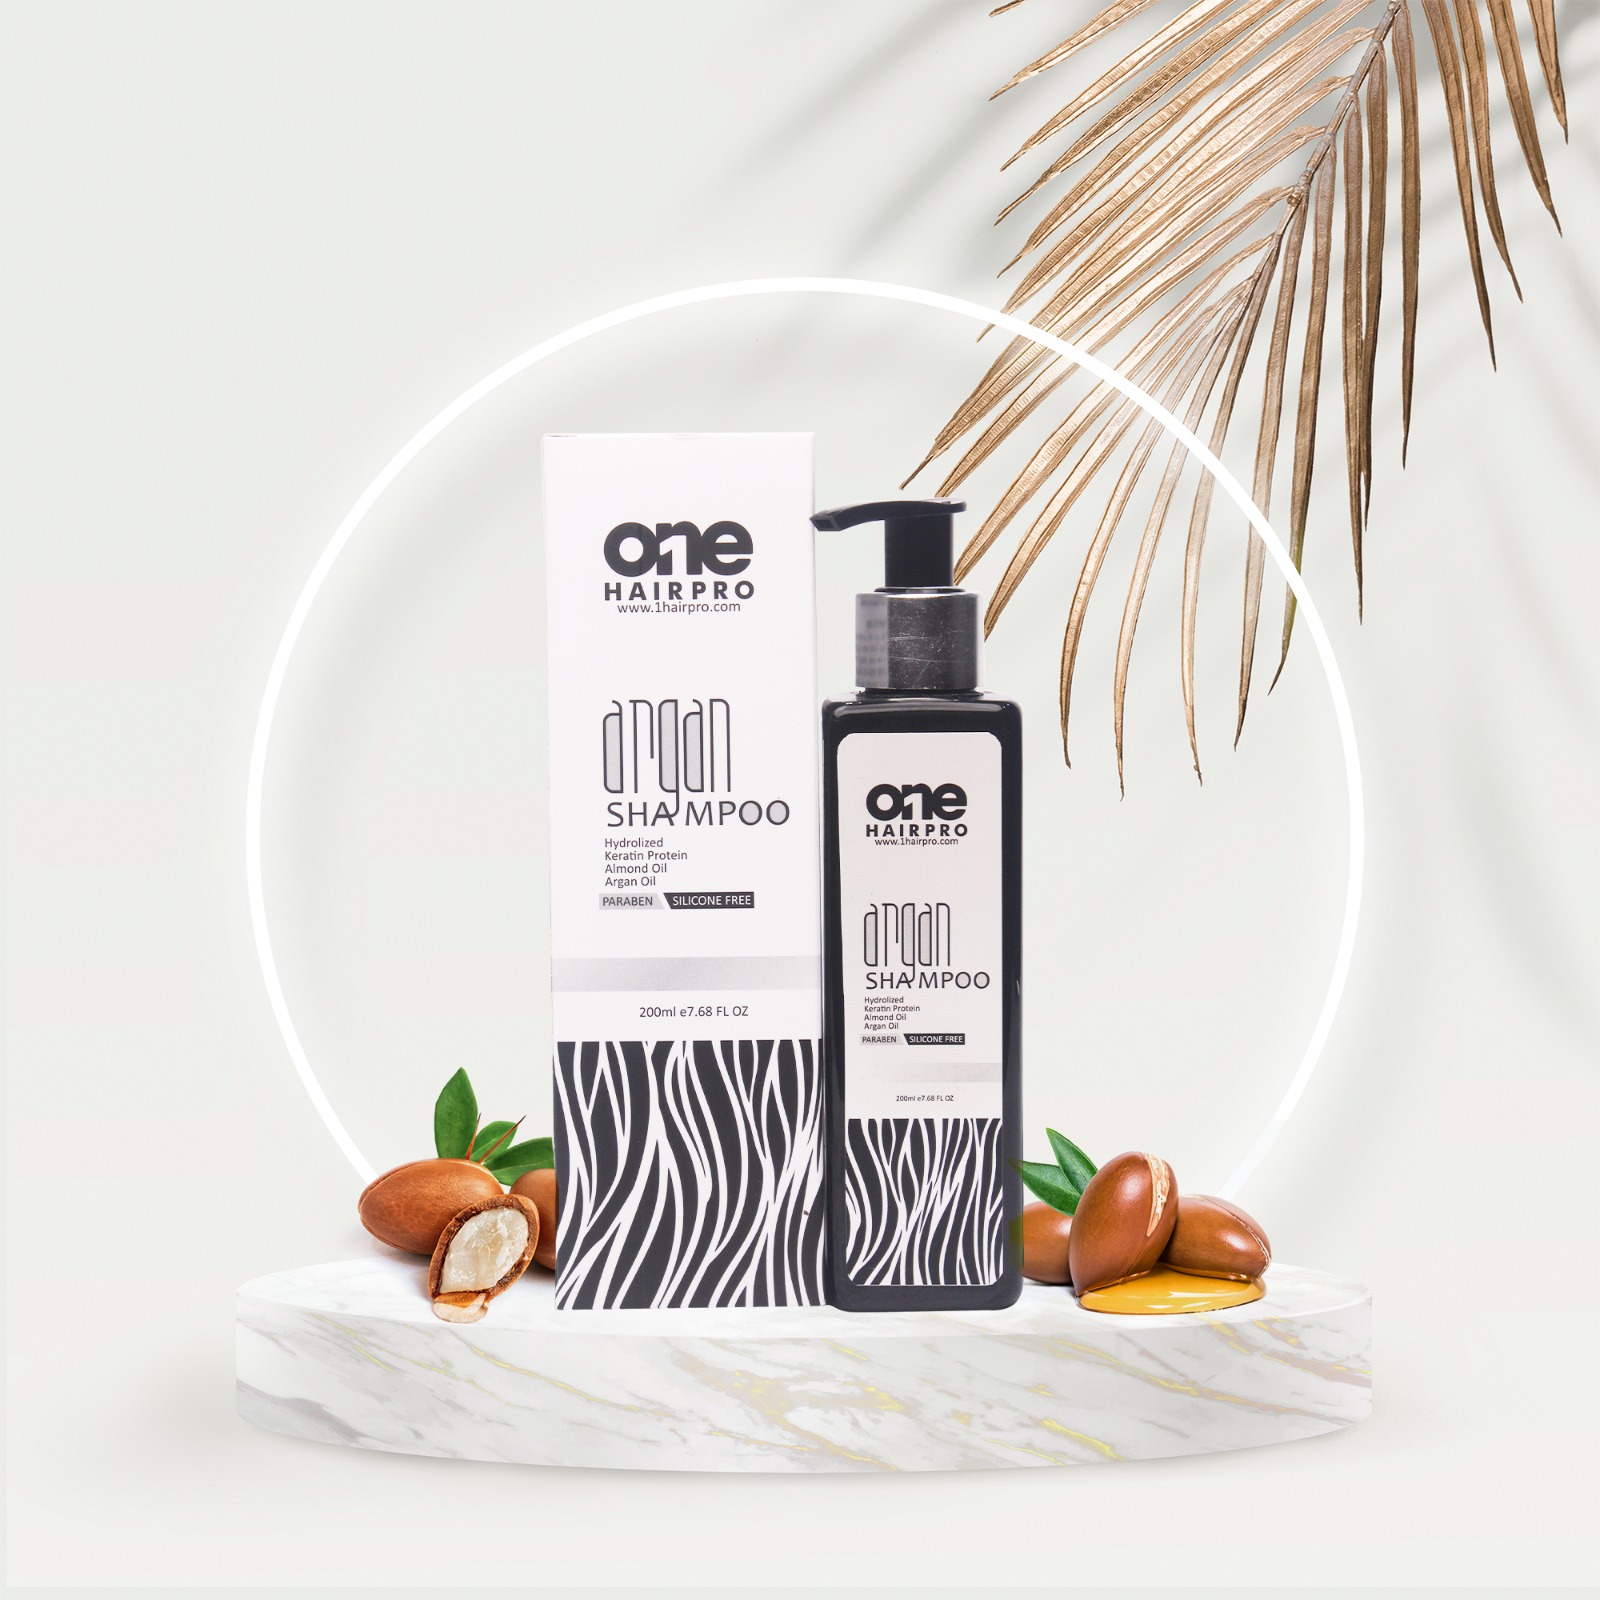 one
HAIRPRO
www.1hairpro.com
argan
SHAMPOO
Hydrolized
Keratin Protein
Almond Oil
Argan Oil
PARABEN SILICONE FREE
200ml e7.68 FL OZ
one
HAIRPRO
www.1hairpro.com
argan
SHAMPOO
Hydrolized
Keratin Protein
Almond Oil
Argan Oil
PARABEN SILICONE FREE
200ml e7.68 FL OZ